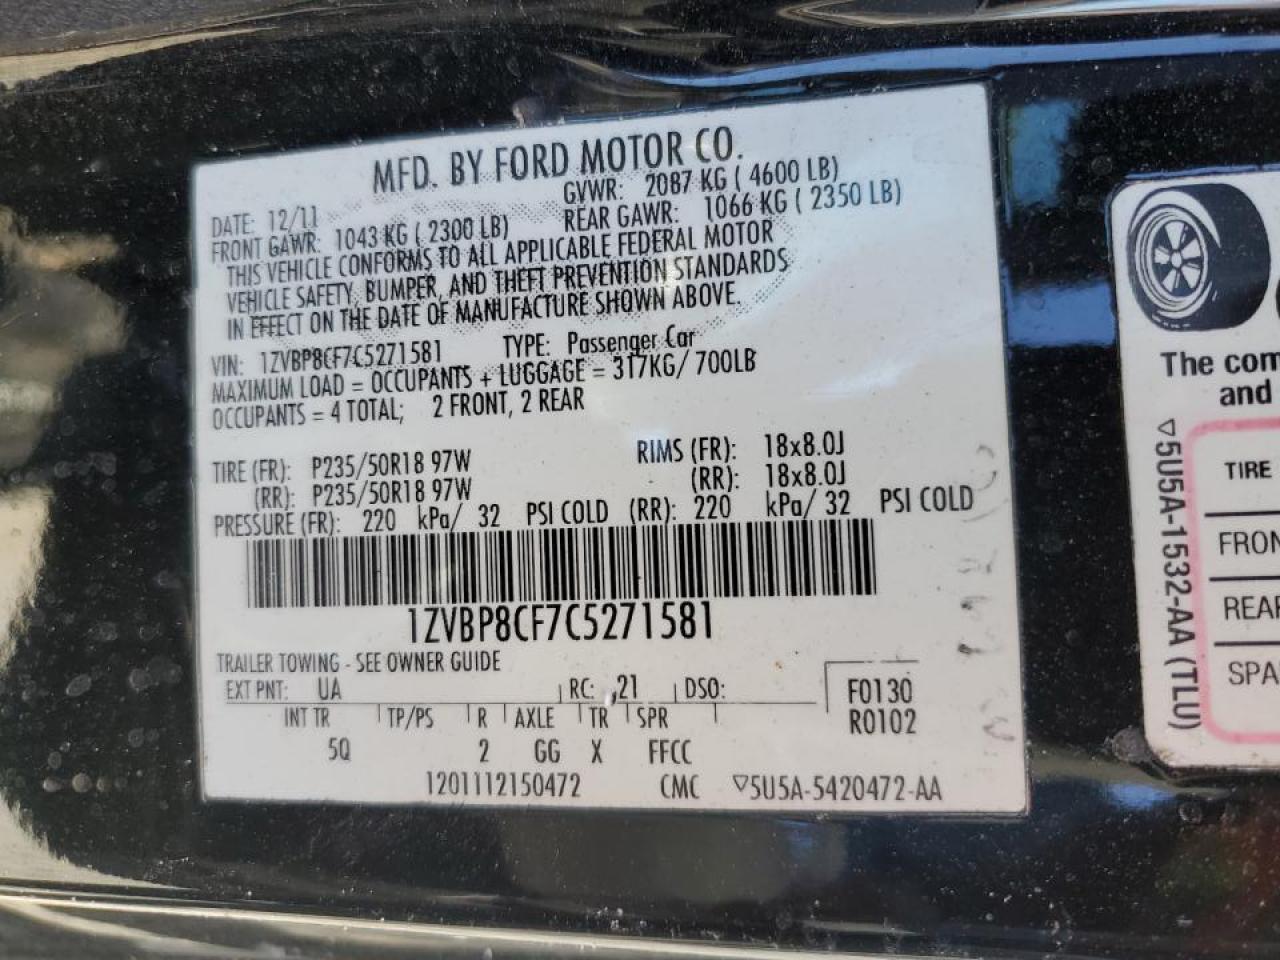 MFD. BY FORD MOTOR CO.
DATE: 12/11 GVWR: 2087 KG ( 4600 LB)
FRONT GAWR: 1043 KG ( 2300 LB) REAR GAWR: 1066 KG ( 2350 LB)
THIS VEHICLE CONFORMS TO ALL APPLICABLE FEDERAL MOTOR
VEHICLE SAFETY, BUMPER, AND THEFT PREVENTION STANDARDS
IN EFFECT ON THE DATE OF MANUFACTURE SHOWN ABOVE.
VIN: 1ZVBP8CF7C5271581 TYPE: Passenger Car
MAXIMUM LOAD = OCCUPANTS + LUGGAGE = 317KG/ 700LB
OCCUPANTS = 4 TOTAL; 2 FRONT, 2 REAR
TIRE (FR): P235/50R18 97W RIMS (FR): 18x8.0J
(RR): P235/50R18 97W (RR): 18x8.0J
PRESSURE (FR): 220 kPa/ 32 PSI COLD (RR): 220 kPa/ 32 PSI COLD
1ZVBP8CF7C5271581
TRAILER TOWING - SEE OWNER GUIDE
EXT PNT: UA RC: 21 DSO: F0130
INT TR TP/PS R AXLE TR SPR R0102
5Q 2 GG X FFCC
1201112150472 CMC ▽5U5A-5420472-AA
The com
and
▽5U5A-1532-AA (TLU)
TIRE
FRON
REAR
SPA